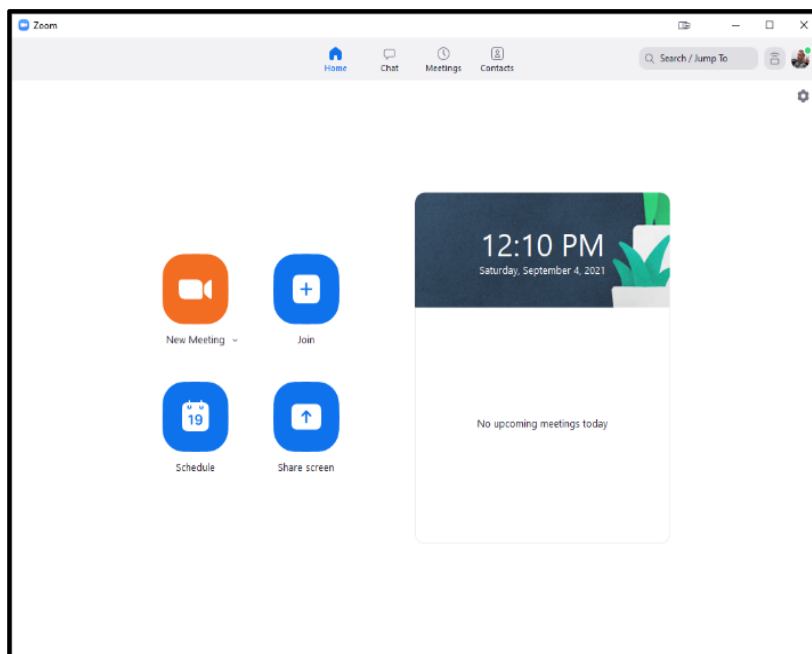 Zoom
Home Chat Meetings Contacts
Search / Jump To
12:10 PM
Saturday, September 4, 2021
New Meeting
Join
19
Schedule
Share screen
No upcoming meetings today